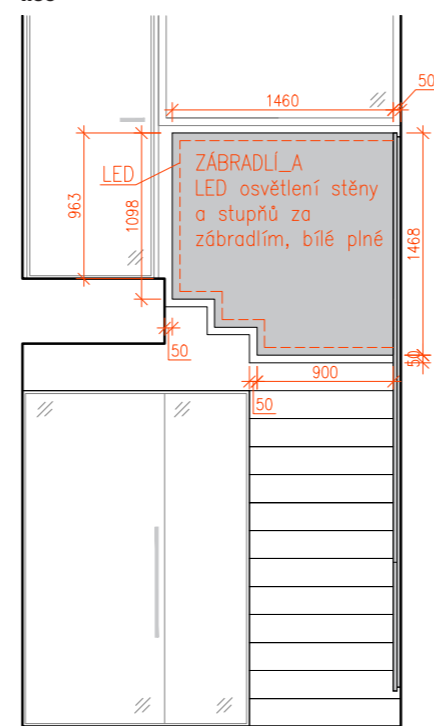 50
1460
LED
ZÁBRADLÍ_A
LED osvětlení stěny
a stupňů za
zábradlím, bílé plné
963
1098
1468
50
50
900
50